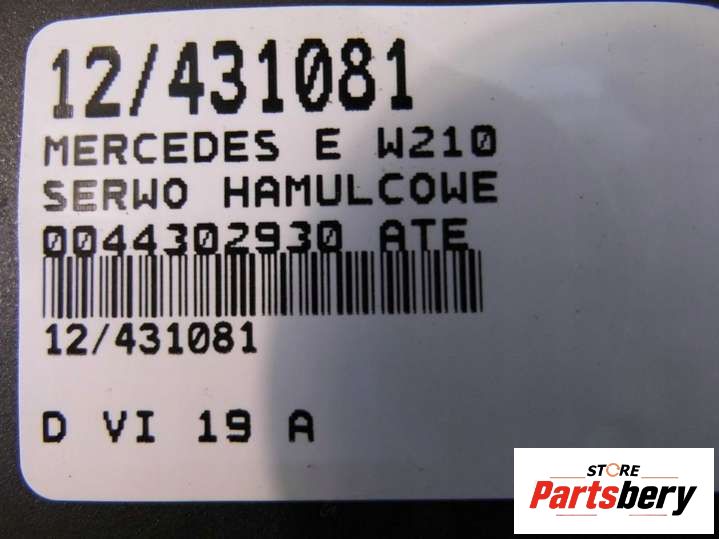 12/431081
MERCEDES E W210
SERWO HAMULCOWE
0044302930 ATE
12/431081
D VI 19 A
STORE
Partsbery